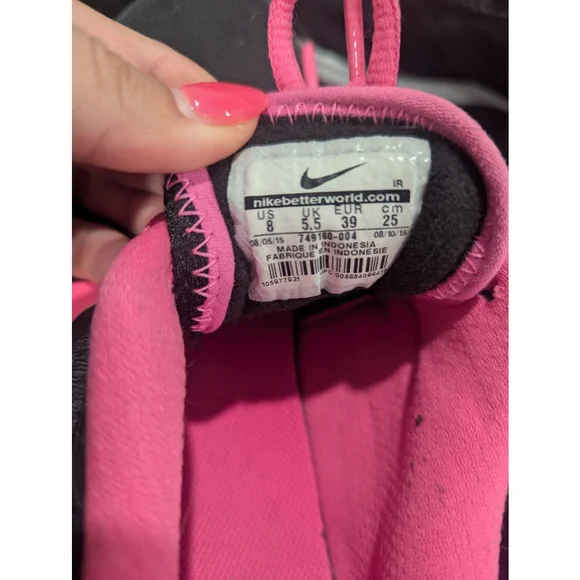 IR
nikebetterworld.com
US UK EUR cm
8 5.5 39 25
08/05/15 749180-004 08/10/15
MADE IN INDONESIA
FABRIQUE EN INDONESIE
105977931